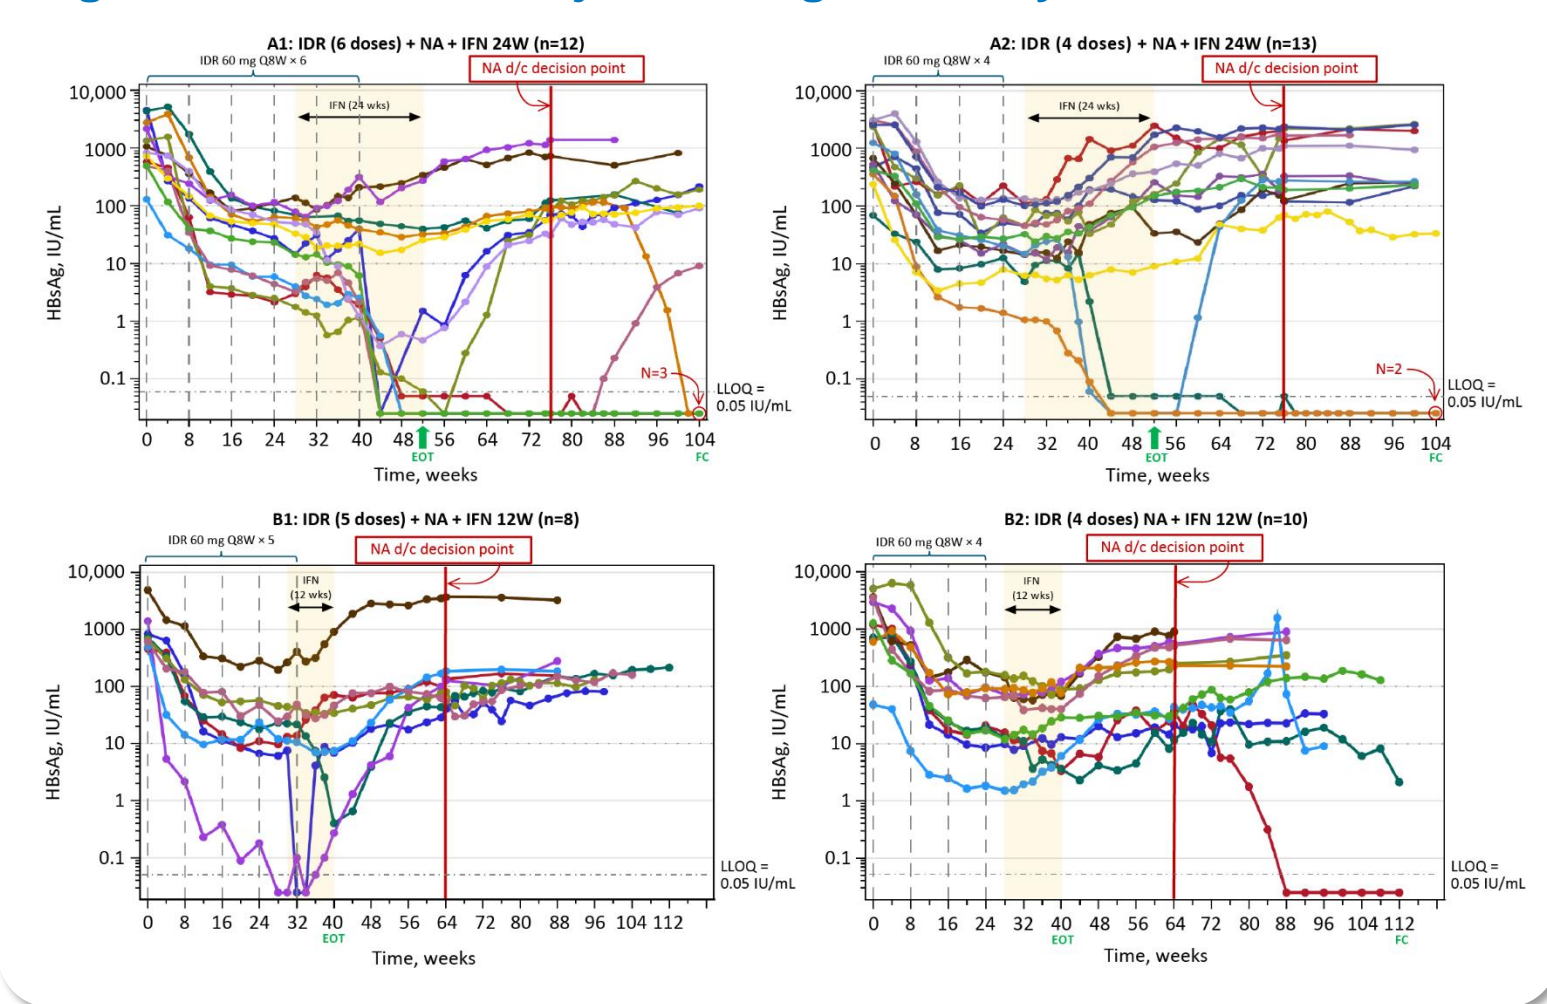 A1: IDR (6 doses) + NA + IFN 24W (n=12)
IDR 60 mg Q8W × 6
NA d/c decision point
IFN (24 wks)
HBsAg, IU/mL
10,000
1000
100
10
1
0.1
N=3
LLOQ =
0.05 IU/mL
0 8 16 24 32 40 48 56 64 72 80 88 96 104
EOT
FC
Time, weeks
A2: IDR (4 doses) + NA + IFN 24W (n=13)
IDR 60 mg Q8W × 4
NA d/c decision point
IFN (24 wks)
HBsAg, IU/mL
10,000
1000
100
10
1
0.1
N=2
LLOQ =
0.05 IU/mL
0 8 16 24 32 40 48 56 64 72 80 88 96 104
EOT
FC
Time, weeks
B1: IDR (5 doses) + NA + IFN 12W (n=8)
IDR 60 mg Q8W × 5
NA d/c decision point
IFN
(12 wks)
HBsAg, IU/mL
10,000
1000
100
10
1
0.1
LLOQ =
0.05 IU/mL
0 8 16 24 32 40 48 56 64 72 80 88 96 104 112
EOT
Time, weeks
B2: IDR (4 doses) NA + IFN 12W (n=10)
IDR 60 mg Q8W × 4
NA d/c decision point
IFN
(12 wks)
HBsAg, IU/mL
10,000
1000
100
10
1
0.1
LLOQ =
0.05 IU/mL
0 8 16 24 32 40 48 56 64 72 80 88 96 104 112
EOT
FC
Time, weeks